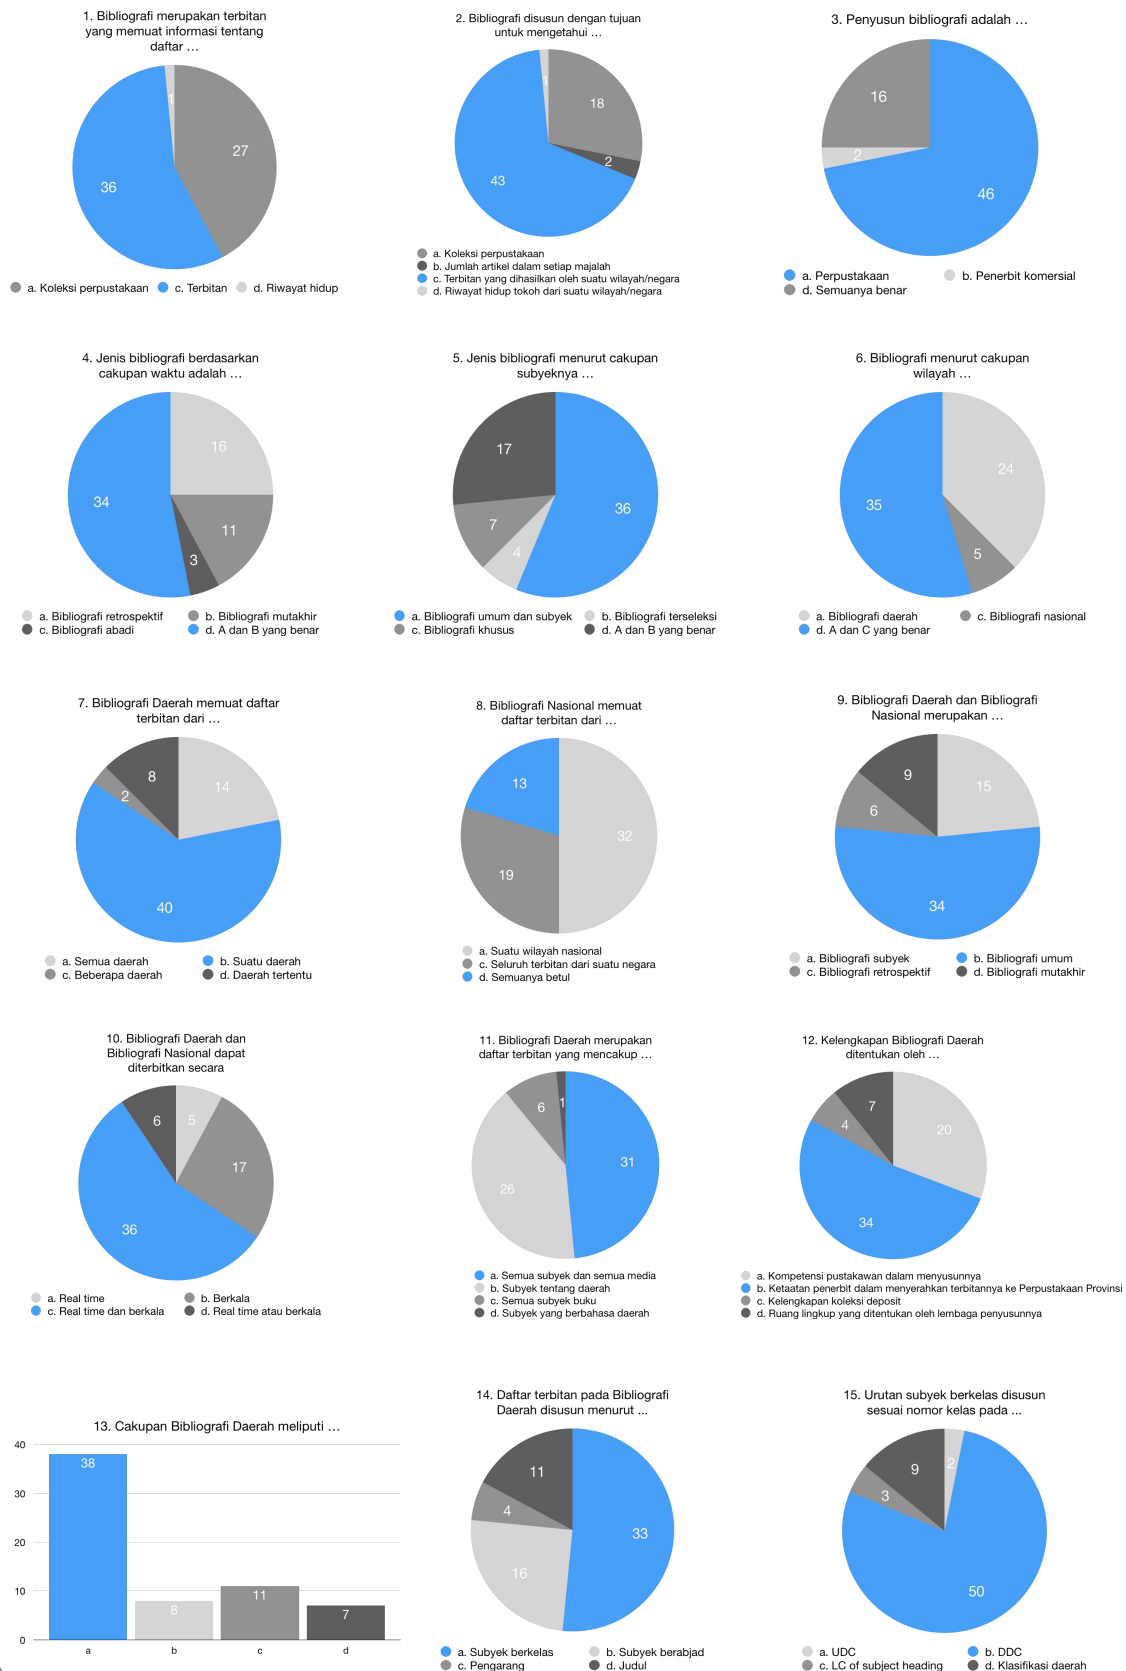 1. Bibliografi merupakan terbitan
yang memuat informasi tentang
daftar …
1
27
36
a. Koleksi perpustakaan c. Terbitan d. Riwayat hidup
2. Bibliografi disusun dengan tujuan
untuk mengetahui …
1
18
2
43
a. Koleksi perpustakaan
b. Jumlah artikel dalam setiap majalah
c. Terbitan yang dihasilkan oleh suatu wilayah/negara
d. Riwayat hidup tokoh dari suatu wilayah/negara
3. Penyusun bibliografi adalah …
16
2
46
a. Perpustakaan b. Penerbit komersial
d. Semuanya benar
4. Jenis bibliografi berdasarkan
cakupan waktu adalah …
16
34
11
3
a. Bibliografi retrospektif b. Bibliografi mutakhir
c. Bibliografi abadi d. A dan B yang benar
5. Jenis bibliografi menurut cakupan
subyeknya …
17
36
7
4
a. Bibliografi umum dan subyek b. Bibliografi terseleksi
c. Bibliografi khusus d. A dan B yang benar
6. Bibliografi menurut cakupan
wilayah …
24
35
5
a. Bibliografi daerah c. Bibliografi nasional
d. A dan C yang benar
7. Bibliografi Daerah memuat daftar
terbitan dari …
8
14
2
40
a. Semua daerah b. Suatu daerah
c. Beberapa daerah d. Daerah tertentu
8. Bibliografi Nasional memuat
daftar terbitan dari …
13
32
19
a. Suatu wilayah nasional
c. Seluruh terbitan dari suatu negara
d. Semuanya betul
9. Bibliografi Daerah dan Bibliografi
Nasional merupakan …
9
15
6
34
a. Bibliografi subyek b. Bibliografi umum
c. Bibliografi retrospektif d. Bibliografi mutakhir
10. Bibliografi Daerah dan
Bibliografi Nasional dapat
diterbitkan secara
6
5
17
36
a. Real time b. Berkala
c. Real time dan berkala d. Real time atau berkala
11. Bibliografi Daerah merupakan
daftar terbitan yang mencakup …
6
1
31
26
a. Semua subyek dan semua media
b. Subyek tentang daerah
c. Semua subyek buku
d. Subyek yang berbahasa daerah
12. Kelengkapan Bibliografi Daerah
ditentukan oleh …
7
4
20
34
a. Kompetensi pustakawan dalam menyusunnya
b. Ketaatan penerbit dalam menyerahkan terbitannya ke Perpustakaan Provinsi
c. Kelengkapan koleksi deposit
d. Ruang lingkup yang ditentukan oleh lembaga penyusunnya
13. Cakupan Bibliografi Daerah meliputi …
40
30
20
10
0
38
8
11
7
a b c d
14. Daftar terbitan pada Bibliografi
Daerah disusun menurut ...
11
4
33
16
a. Subyek berkelas b. Subyek berabjad
c. Pengarang d. Judul
15. Urutan subyek berkelas disusun
sesuai nomor kelas pada ...
2
9
3
50
a. UDC b. DDC
c. LC of subject heading d. Klasifikasi daerah